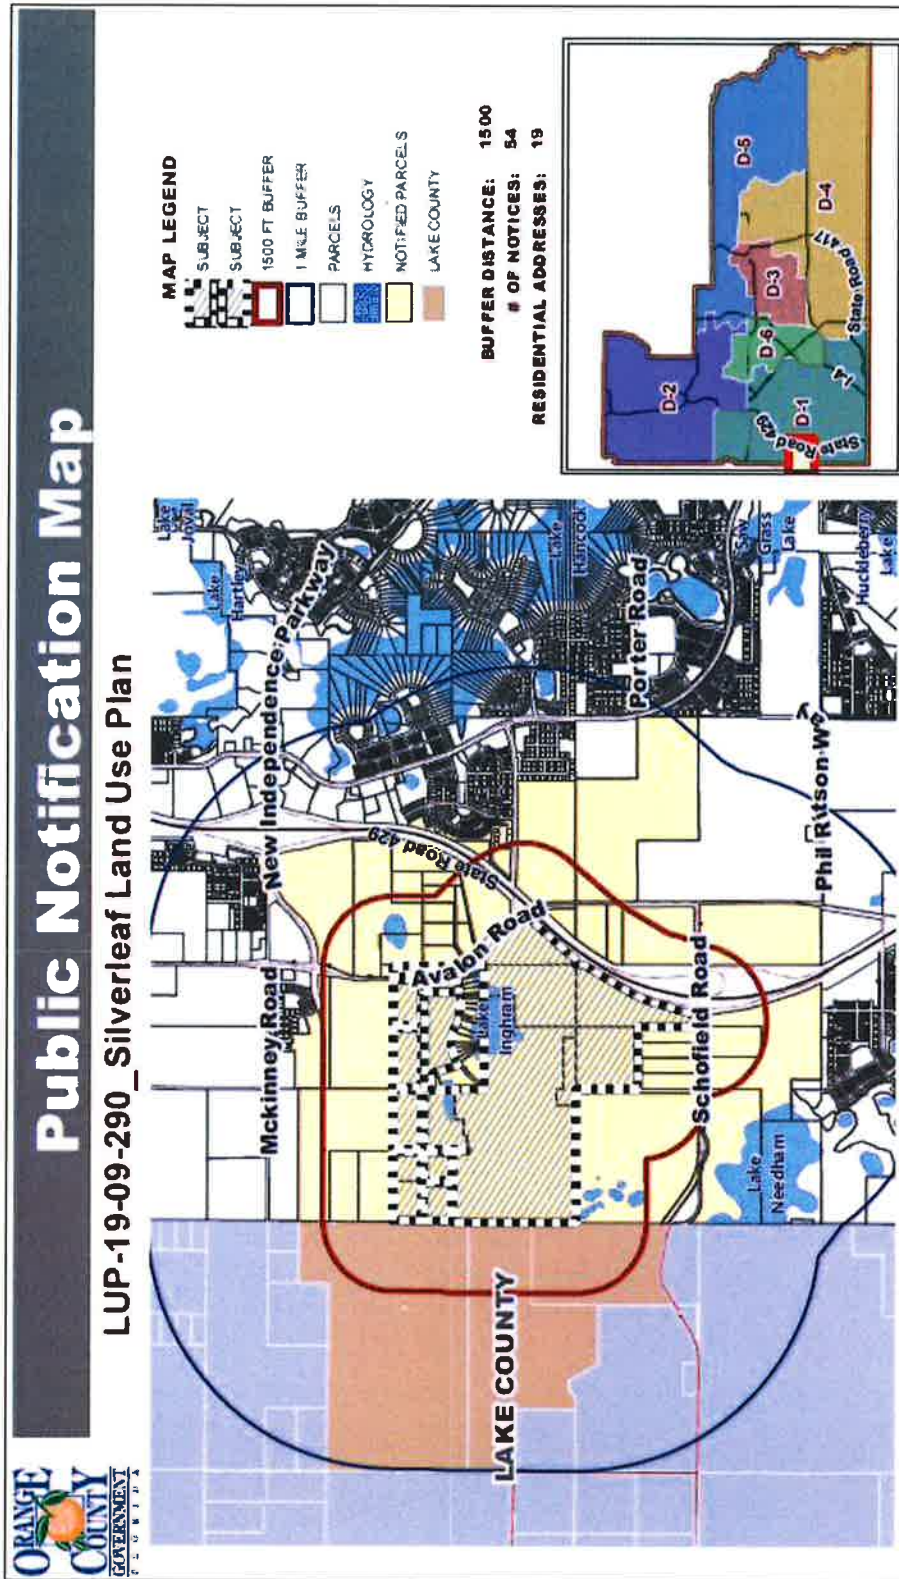 ORANGE
COUNTY
GOVERNMENT
FLORIDA
Public Notification Map
LUP-19-09-290_Silverleaf Land Use Plan
MAP LEGEND
SUBJECT
SUBJECT
1500 FT BUFFER
1 MILE BUFFER
PARCELS
HYDROLOGY
NOTIFIED PARCELS
LAKE COUNTY
BUFFER DISTANCE: 1500
# OF NOTICES: 54
RESIDENTIAL ADDRESSES: 19
Mckinney Road
New Independence Parkway
Lake
Hartley
Lake
State Road 429
Avalon Road
Lake
Ingham
Lake
Hancock
LAKE COUNTY
Schofield Road
Porter Road
Lake
Needham
Phil Ritson Way
Saw
Grass
Lake
Huckleberry
Lake
D-2
D-5
D-6
D-3
D-1
D-4
State Road 429
I-4
State Road 417